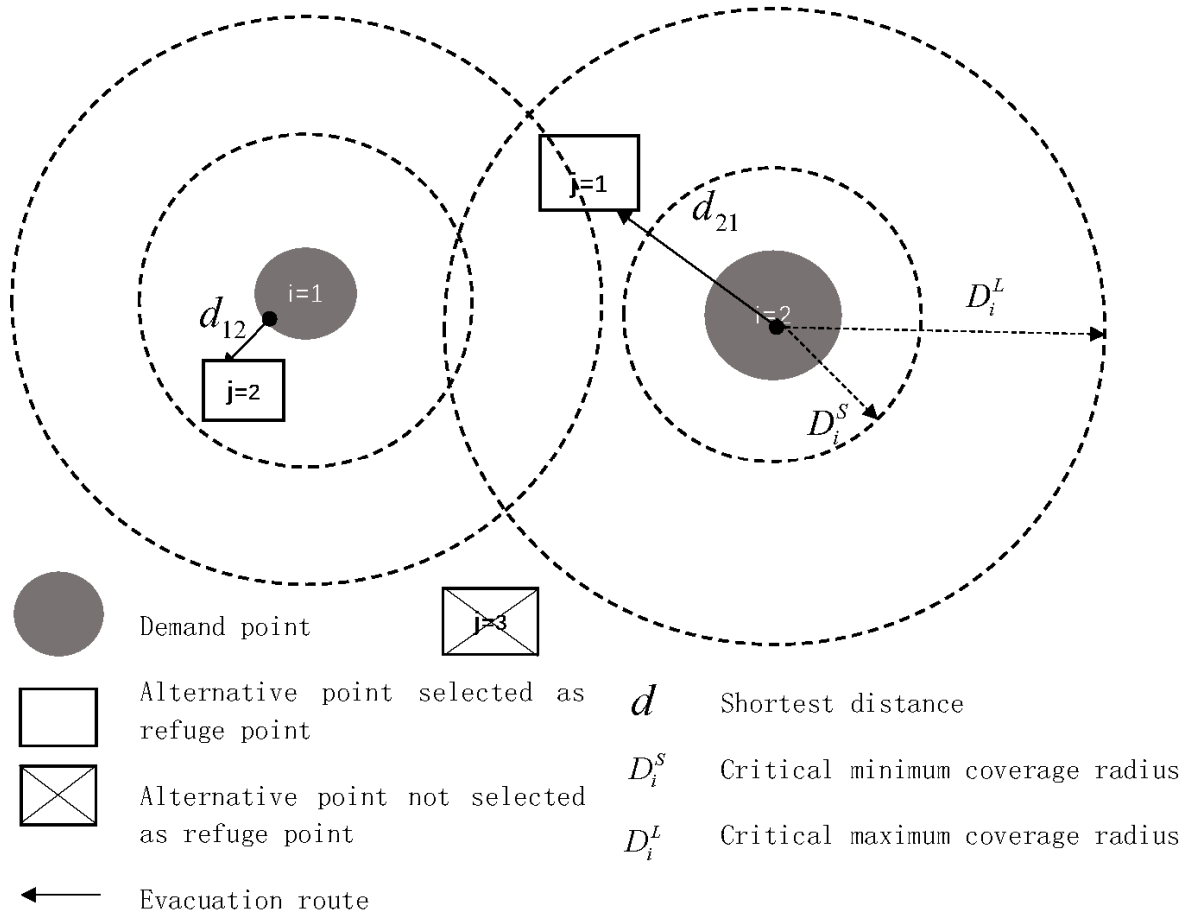 j=1
d21
i=1
i=2
DiL
d12
j=2
DiS
j=3
Demand point
Alternative point selected as
refuge point
d Shortest distance
DiS Critical minimum coverage radius
Alternative point not selected
as refuge point
DiL Critical maximum coverage radius
Evacuation route